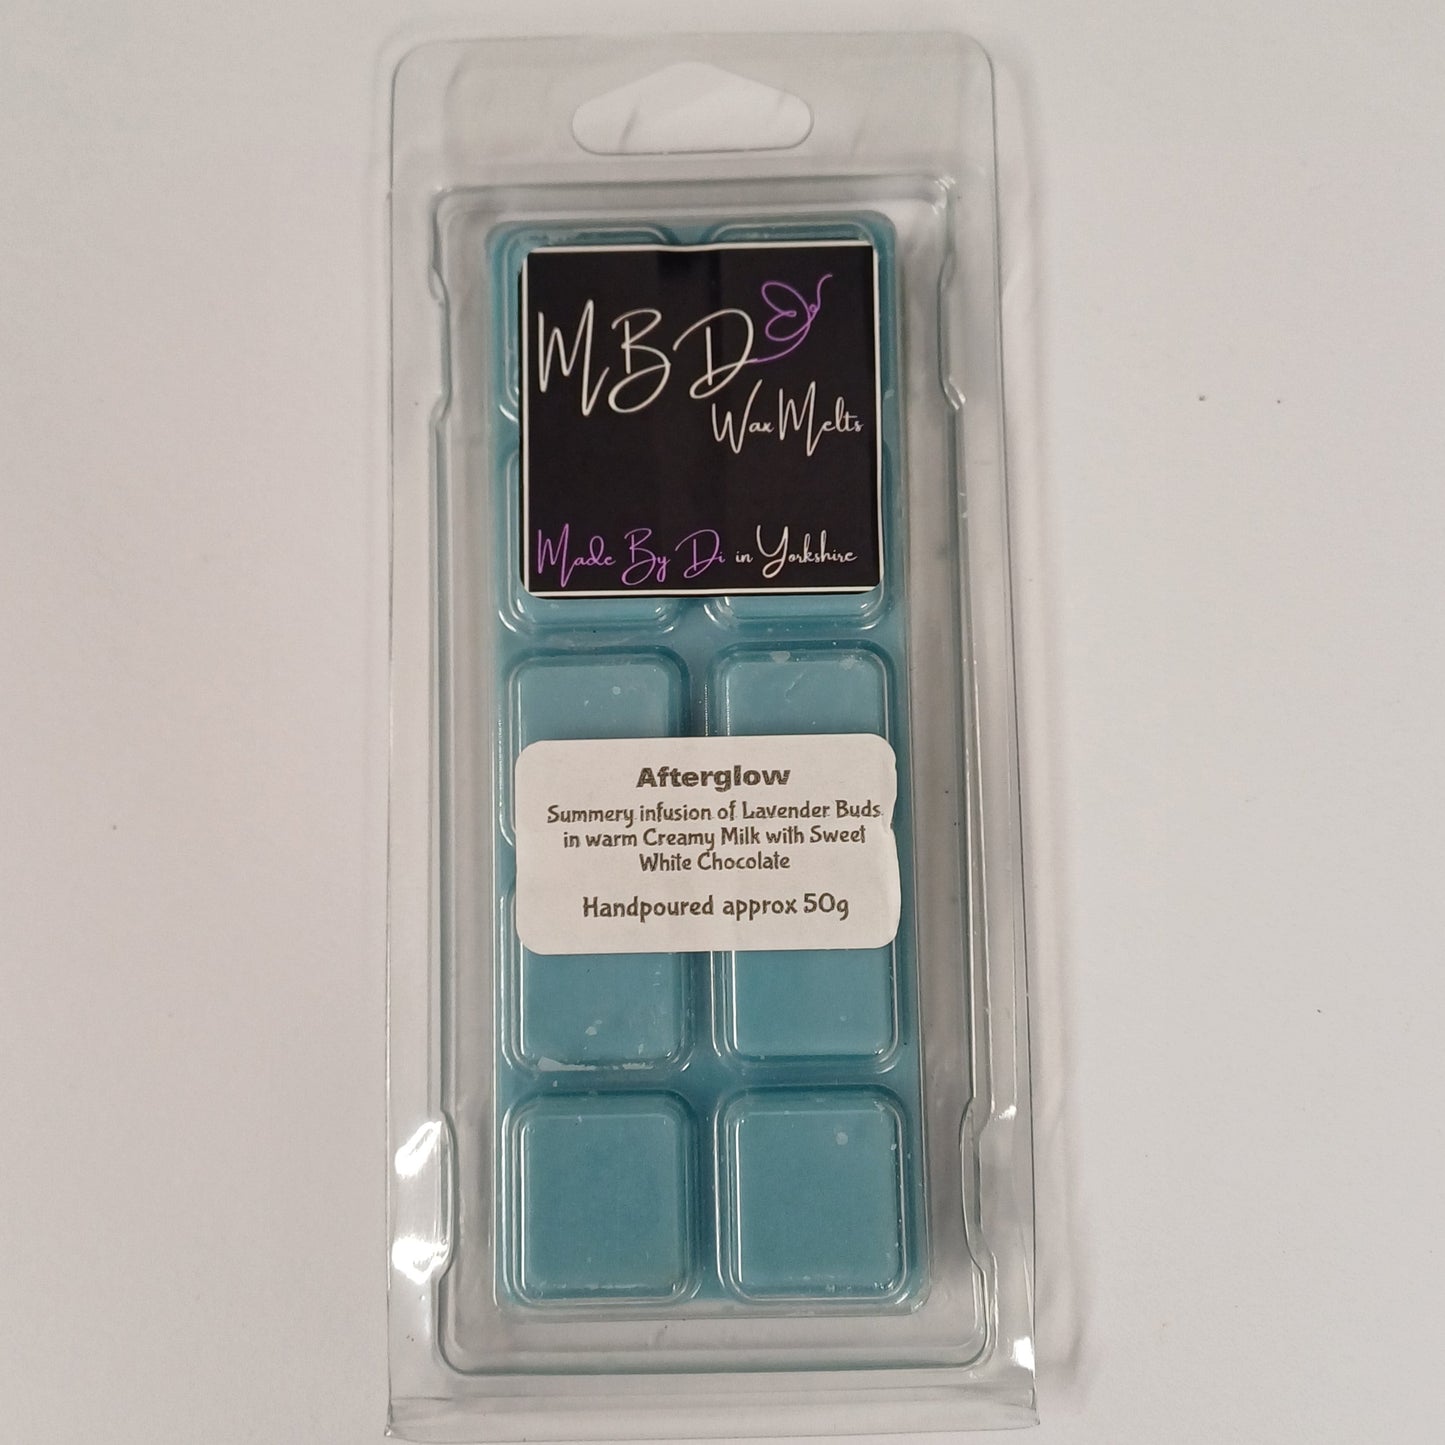 MBD
Wax Melts
Made By Di in Yorkshire
Afterglow
Summery infusion of Lavender Buds
in warm Creamy Milk with Sweet
White Chocolate
Handpoured approx 50g